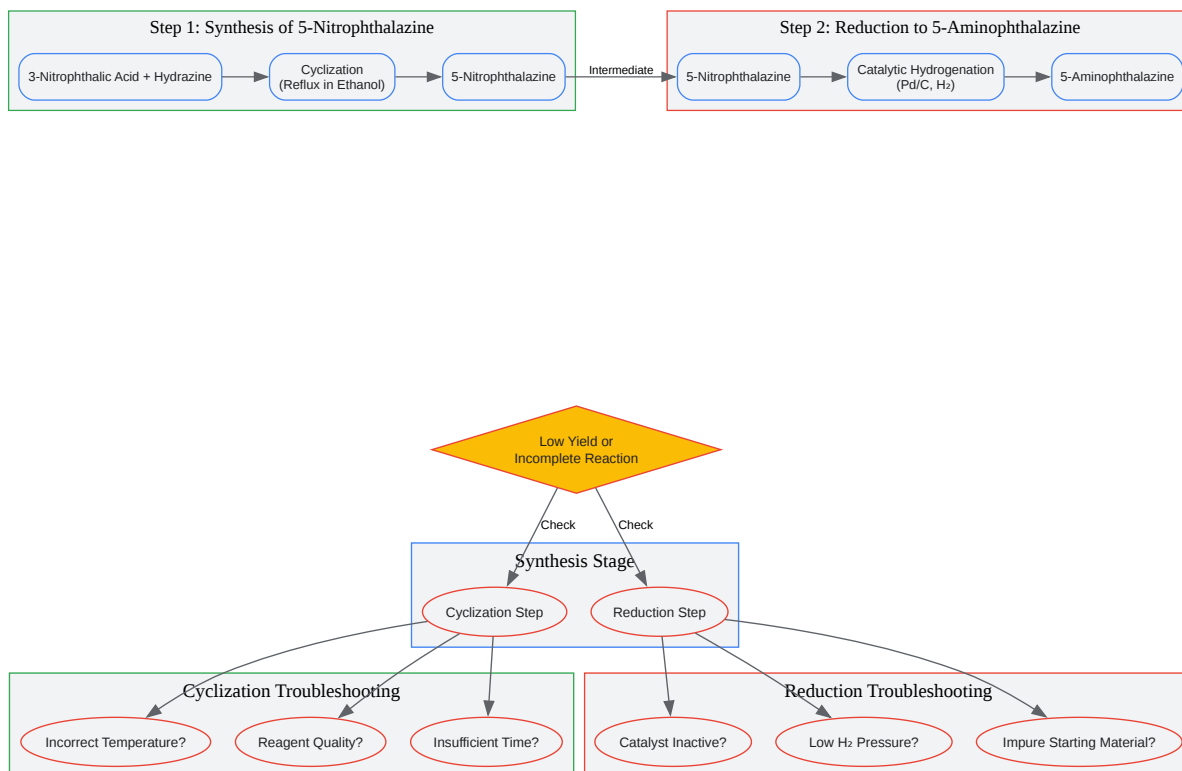 Step 1: Synthesis of 5-Nitrophthalazine
3-Nitrophthalic Acid + Hydrazine
Cyclization
(Reflux in Ethanol)
5-Nitrophthalazine
Intermediate
Step 2: Reduction to 5-Aminophthalazine
5-Nitrophthalazine
Catalytic Hydrogenation
(Pd/C, H₂)
5-Aminophthalazine
Low Yield or
Incomplete Reaction
Check
Check
Synthesis Stage
Cyclization Step
Reduction Step
Cyclization Troubleshooting
Incorrect Temperature?
Reagent Quality?
Insufficient Time?
Reduction Troubleshooting
Catalyst Inactive?
Low H₂ Pressure?
Impure Starting Material?